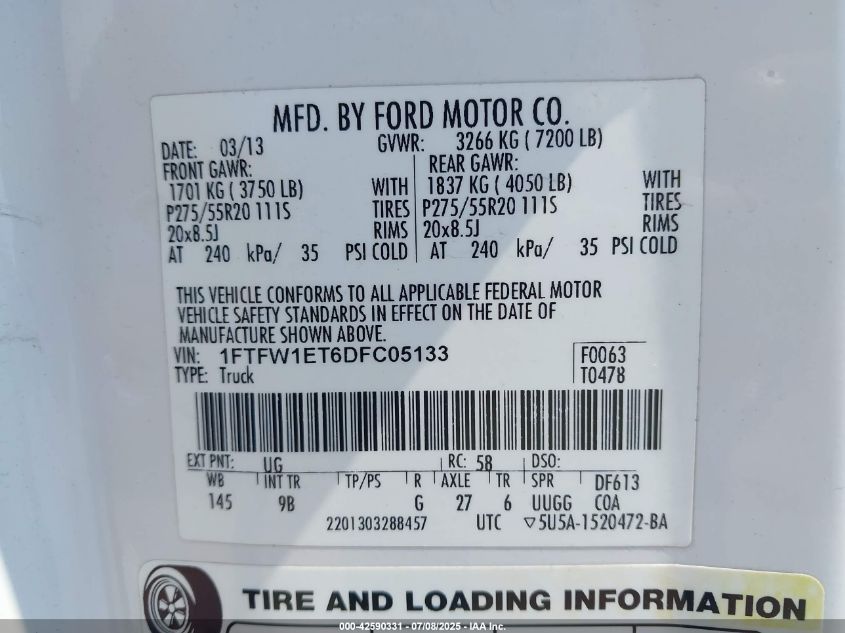 MFD. BY FORD MOTOR CO.
DATE: 03/13 GVWR: 3266 KG ( 7200 LB)
FRONT GAWR: REAR GAWR:
1701 KG ( 3750 LB) WITH 1837 KG ( 4050 LB) WITH
P275/55R20 111S TIRES P275/55R20 111S TIRES
20x8.5J RIMS 20x8.5J RIMS
AT 240 kPa/ 35 PSI COLD AT 240 kPa/ 35 PSI COLD
THIS VEHICLE CONFORMS TO ALL APPLICABLE FEDERAL MOTOR
VEHICLE SAFETY STANDARDS IN EFFECT ON THE DATE OF
MANUFACTURE SHOWN ABOVE.
VIN: 1FTFW1ET6DFC05133 F0063
TYPE: Truck T0478
EXT PNT: UG RC: 58 DSO:
WB INT TR TP/PS R AXLE TR SPR DF613
145 9B G 27 6 UUGG COA
2201303288457 UTC ▽5U5A-1520472-BA
TIRE AND LOADING INFORMATION
000-42590331 - 07/08/2025 - IAA Inc.